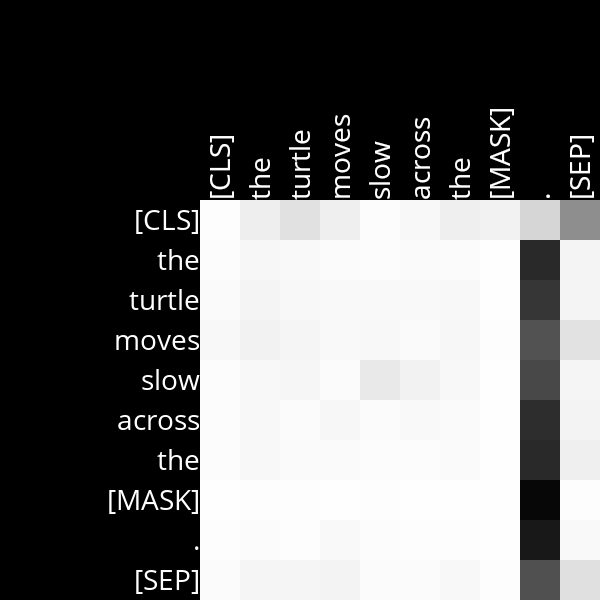 [CLS] the turtle moves slow across the [MASK] . [SEP]
[CLS]
the
turtle
moves
slow
across
the
[MASK]
.
[SEP]